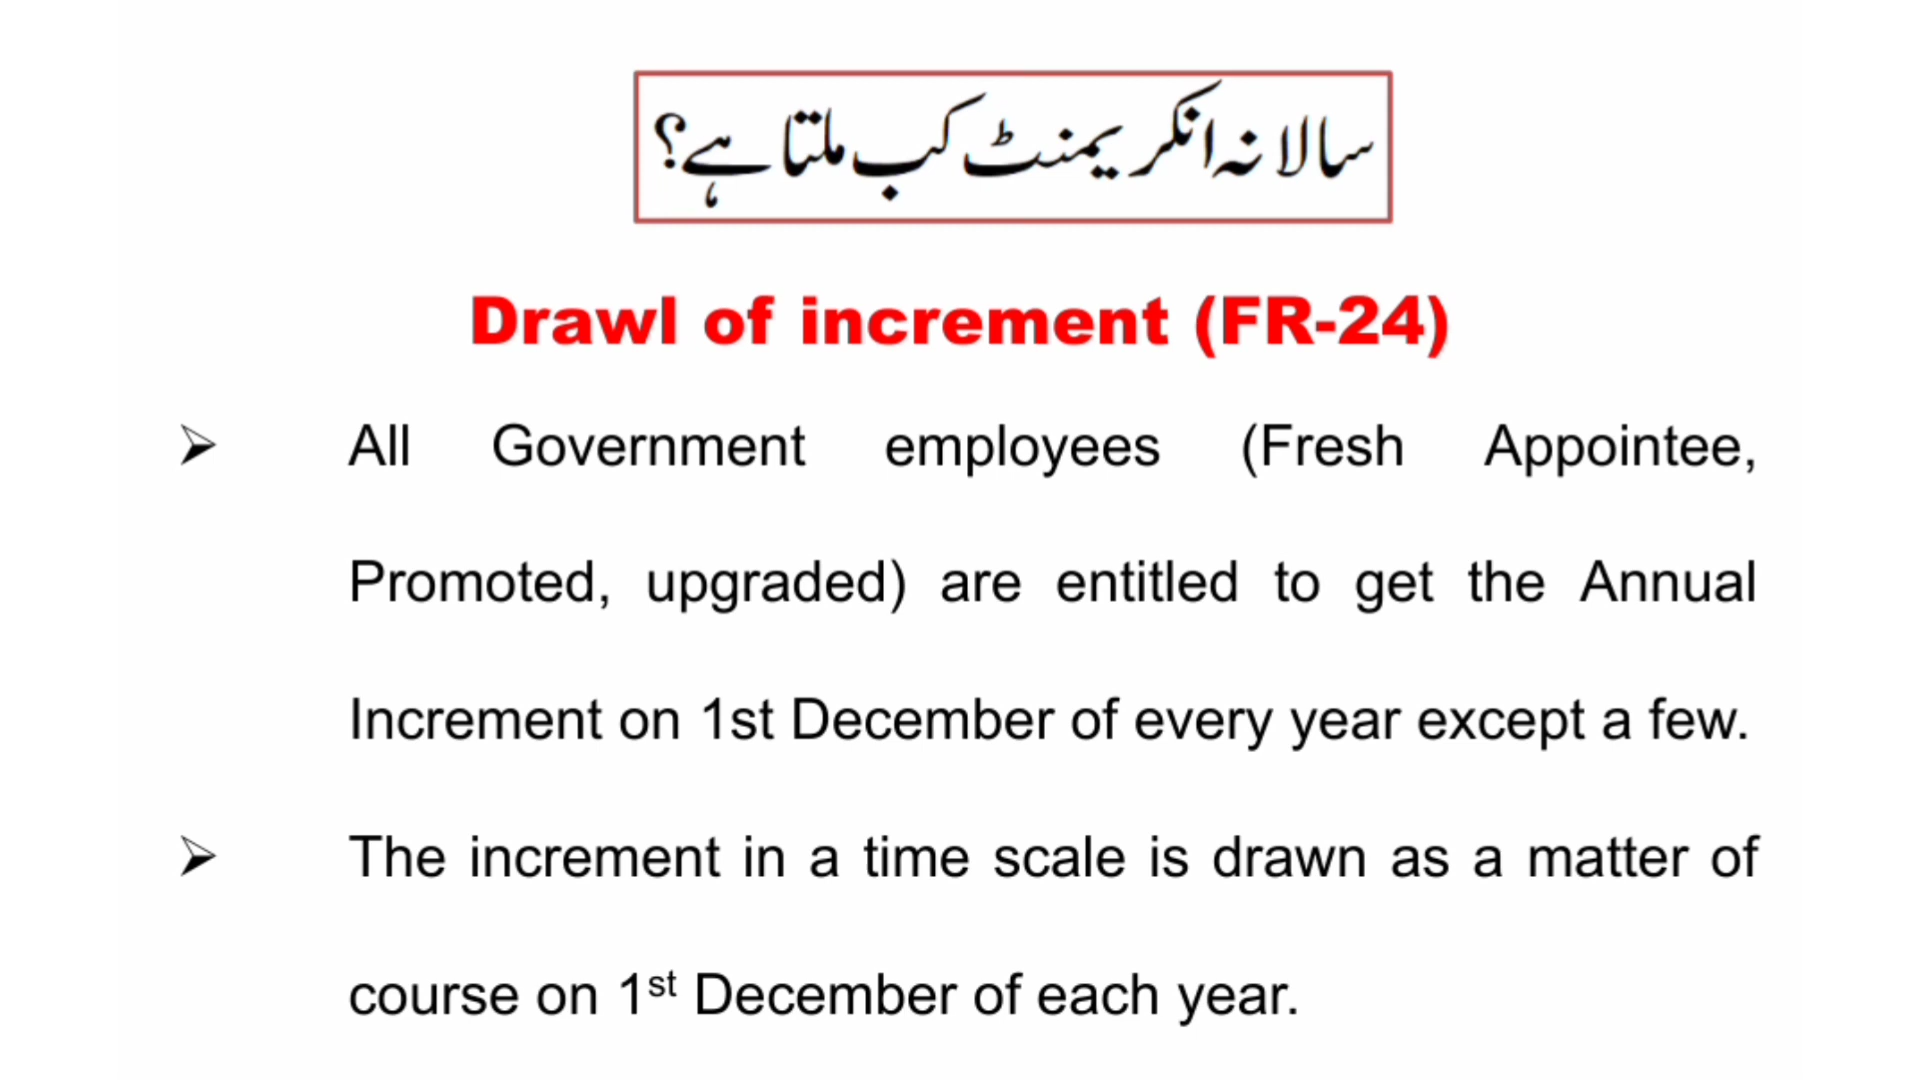 سالانہ انکریمنٹ کب ملتا ہے؟
Drawl of increment (FR-24)
➢ All Government employees (Fresh Appointee,
Promoted, upgraded) are entitled to get the Annual
Increment on 1st December of every year except a few.
➢ The increment in a time scale is drawn as a matter of
course on 1st December of each year.